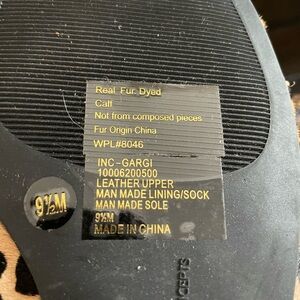 Real Fur: Dyed
Calf
Not from composed pieces
Fur Origin China
WPL#8046
INC-GARGI
10006200500
LEATHER UPPER
MAN MADE LINING/SOCK
MAN MADE SOLE
9½M
MADE IN CHINA
9½M